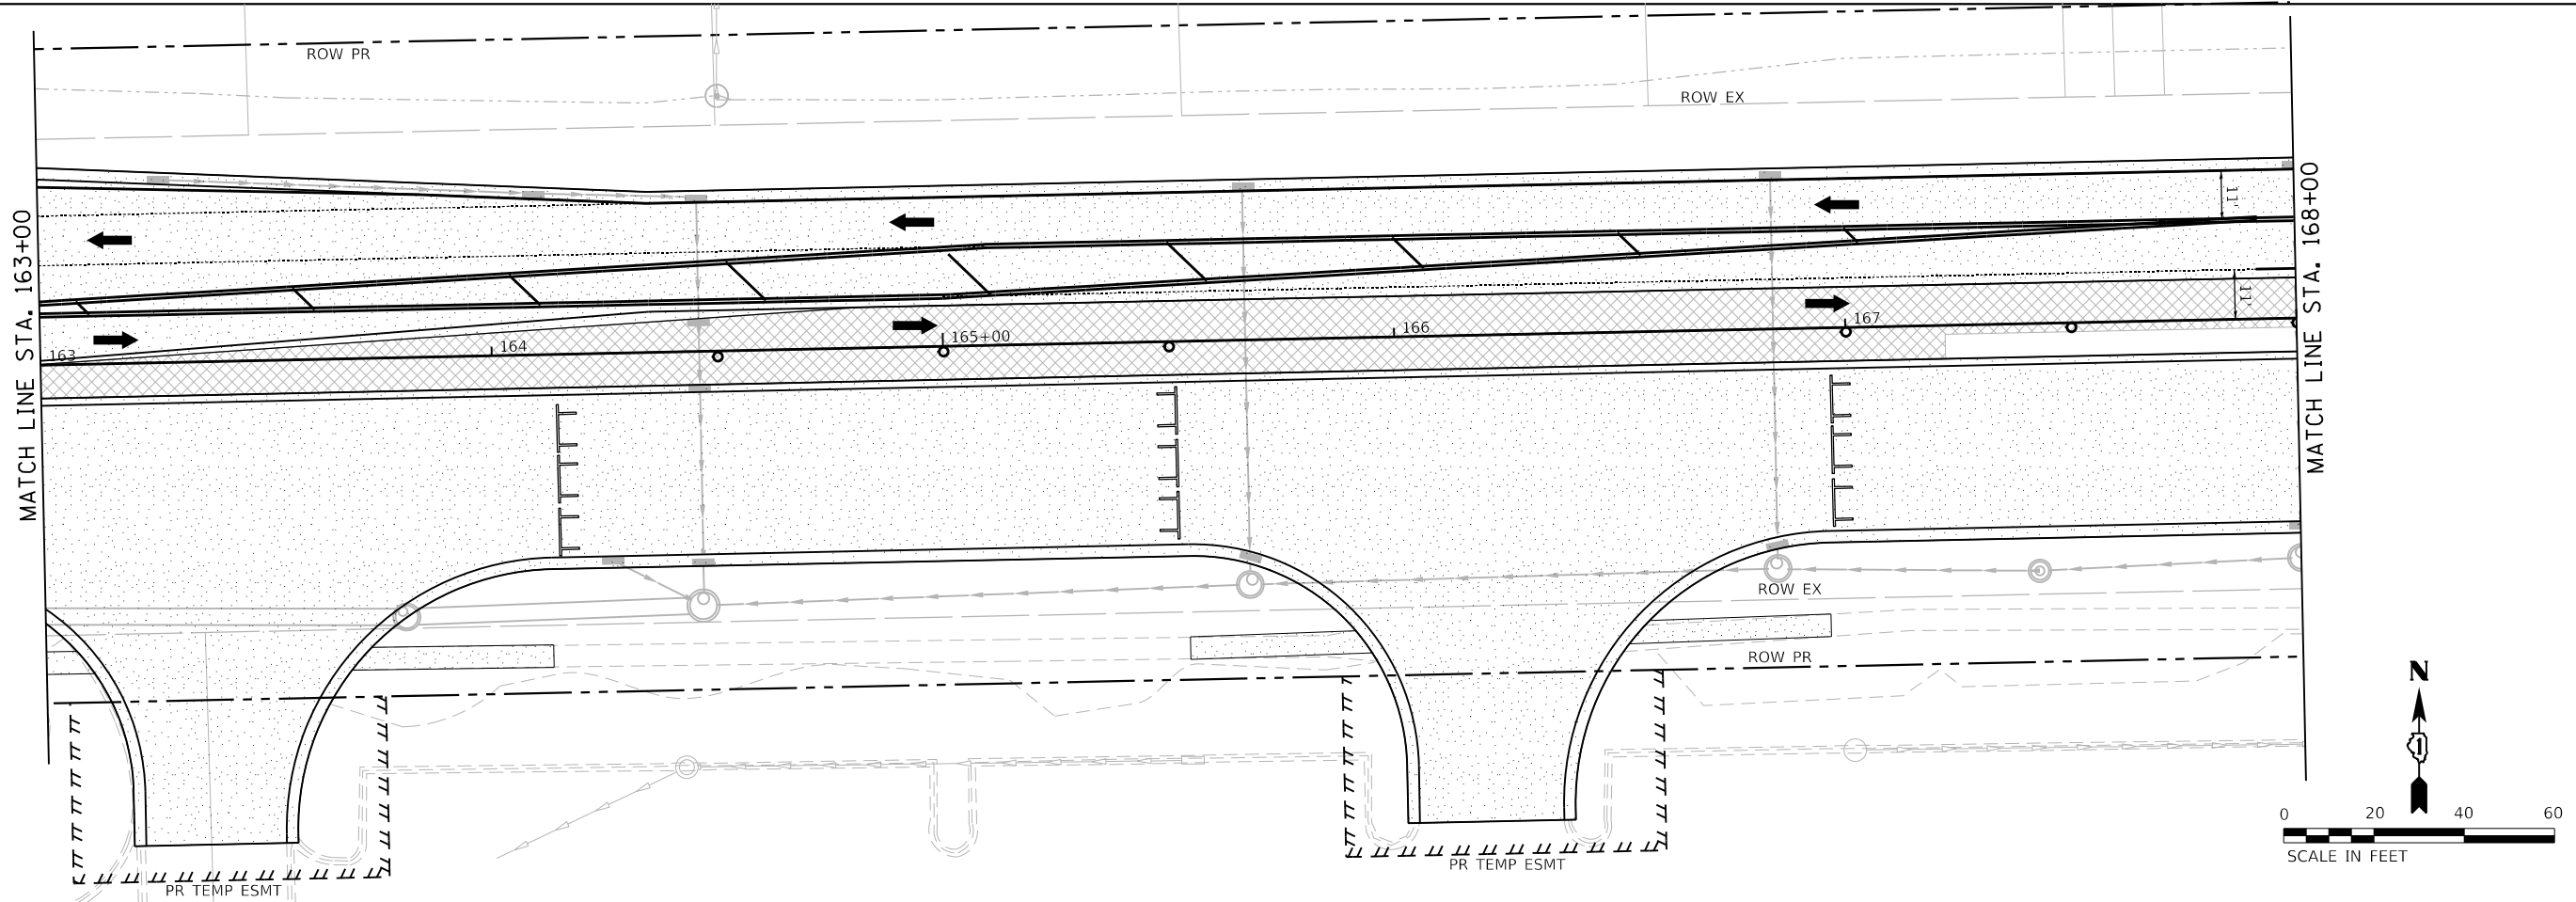 ROW PR
ROW EX
MATCH LINE STA. 163+00
MATCH LINE STA. 168+00
11'
11'
163
164
165+00
166
167
ROW EX
ROW PR
N
0 20 40 60
SCALE IN FEET
PR TEMP ESMT
PR TEMP ESMT